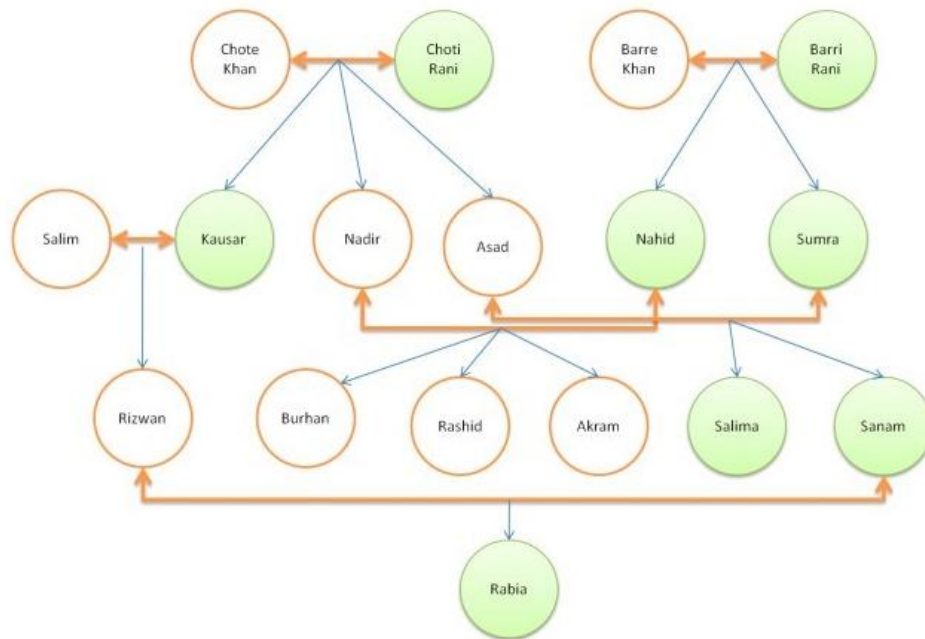 Chote
Khan
Choti
Rani
Barre
Khan
Barri
Rani
Salim
Kausar
Nadir
Asad
Nahid
Sumra
Rizwan
Burhan
Rashid
Akram
Salima
Sanam
Rabia